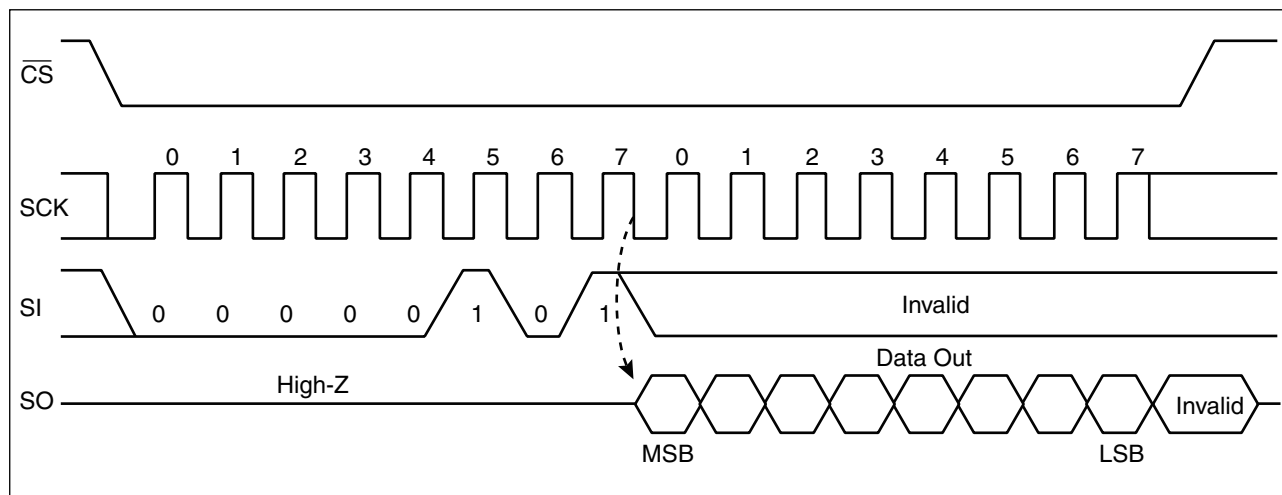 CS
0 1 2 3 4 5 6 7 0 1 2 3 4 5 6 7
SCK
SI 0 0 0 0 0 1 0 1 Invalid
Data Out
High-Z
SO Invalid
MSB LSB